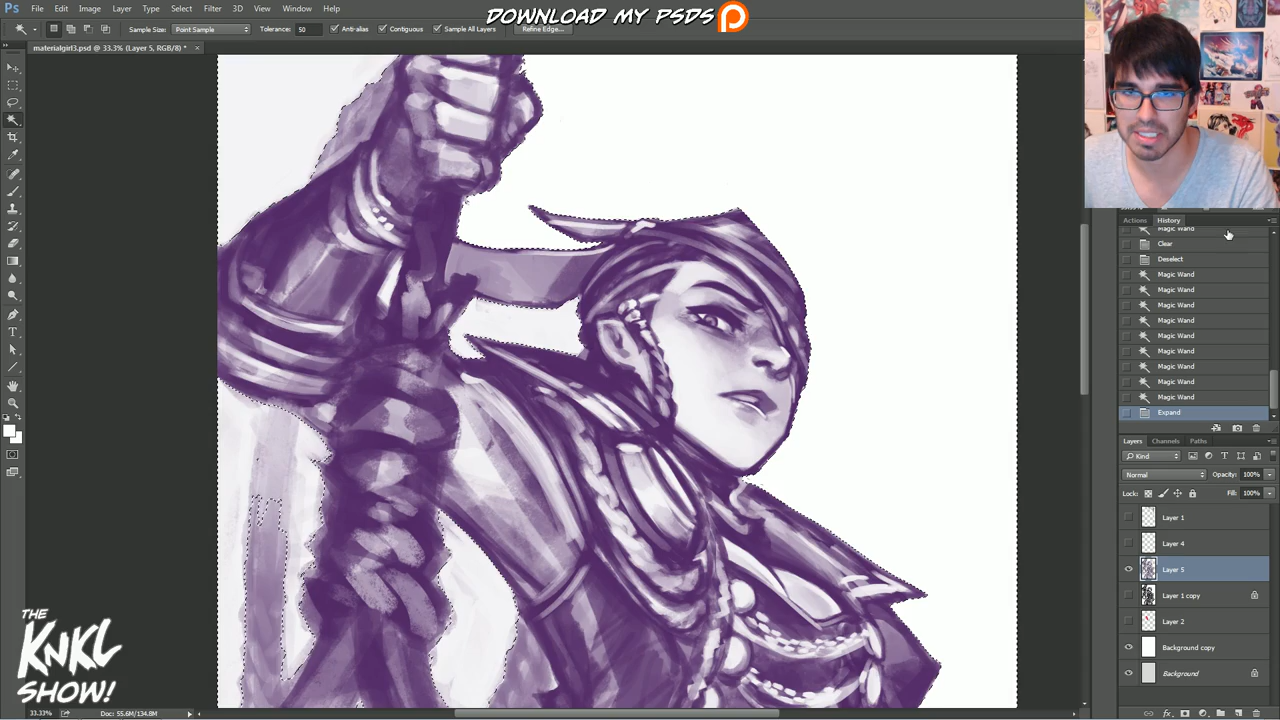 Ps File Edit Image Layer Type Select Filter 3D View Window Help
DOWNLOAD MY PSDS
Sample Size: Point Sample Tolerance: 50 Anti-alias Contiguous Sample All Layers Refine Edge...
materialgirl3.psd @ 33.3% (Layer 5, RGB/8) * ×
Actions History
Magic Wand
Clear
Deselect
Magic Wand
Magic Wand
Magic Wand
Magic Wand
Magic Wand
Magic Wand
Magic Wand
Magic Wand
Magic Wand
Expand
Layers Channels Paths
Kind
Normal Opacity: 100%
Lock: Fill: 100%
Layer 1
Layer 4
Layer 5
Layer 1 copy
Layer 2
Background copy
Background
THE
KNKL
SHOW!
33.33% Doc: 55.6M/134.8M